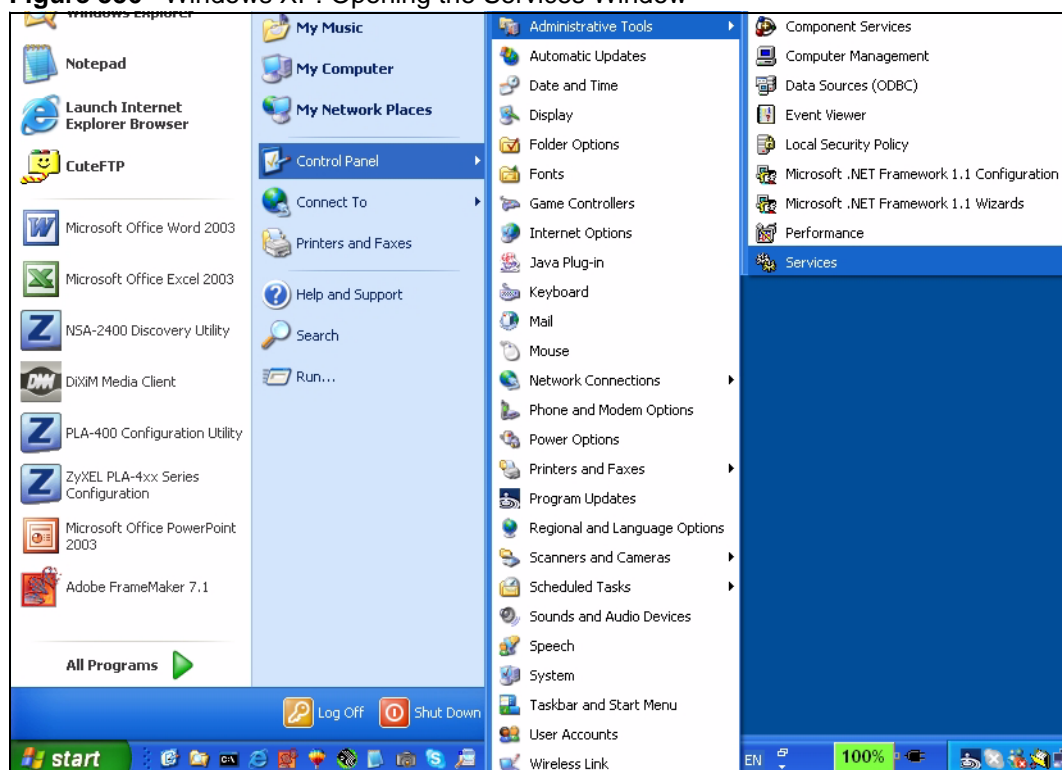 Windows XP: Opening the Services Window
Windows Explorer
Notepad
Launch Internet
Explorer Browser
CuteFTP
Microsoft Office Word 2003
Microsoft Office Excel 2003
NSA-2400 Discovery Utility
DiXiM Media Client
PLA-400 Configuration Utility
ZyXEL PLA-4xx Series
Configuration
Microsoft Office PowerPoint
2003
Adobe FrameMaker 7.1
All Programs
My Music
My Computer
My Network Places
Control Panel
Connect To
Printers and Faxes
Help and Support
Search
Run...
Log Off
Shut Down
Administrative Tools
Automatic Updates
Date and Time
Display
Folder Options
Fonts
Game Controllers
Internet Options
Java Plug-in
Keyboard
Mail
Mouse
Network Connections
Phone and Modem Options
Power Options
Printers and Faxes
Program Updates
Regional and Language Options
Scanners and Cameras
Scheduled Tasks
Sounds and Audio Devices
Speech
System
Taskbar and Start Menu
User Accounts
Wireless Link
Component Services
Computer Management
Data Sources (ODBC)
Event Viewer
Local Security Policy
Microsoft .NET Framework 1.1 Configuration
Microsoft .NET Framework 1.1 Wizards
Performance
Services
start
EN
100%